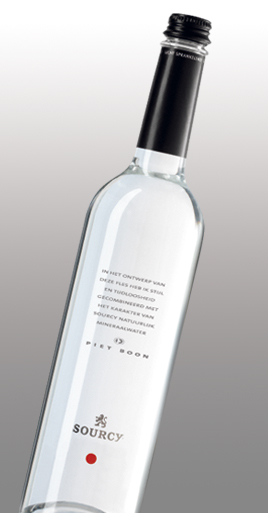 IN HET ONTWERP VAN
DEZE FLES HEB IK STIJL
EN TIJDLOOSHEID
GECOMBINEERD MET
HET KARAKTER VAN
SOURCY NATUURLIJK
MINERAALWATER
PIET BOON
SOURCY